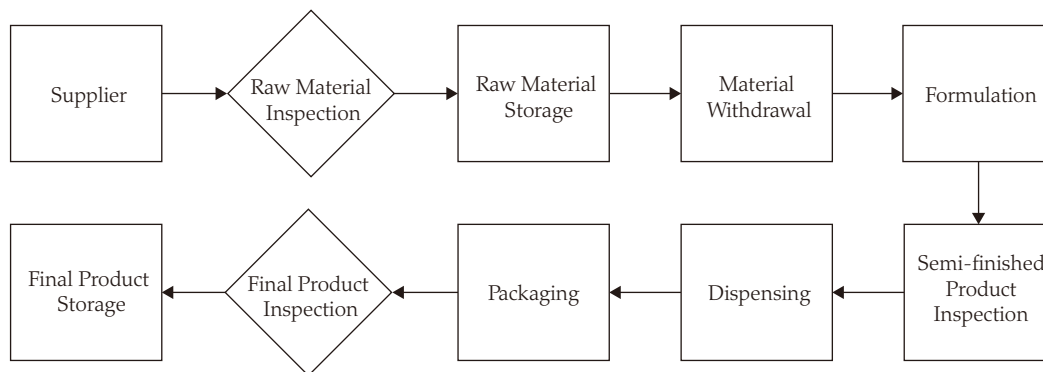 Supplier
Raw Material
Inspection
Raw Material
Storage
Material
Withdrawal
Formulation
Final Product
Storage
Final Product
Inspection
Packaging
Dispensing
Semi-finished
Product
Inspection